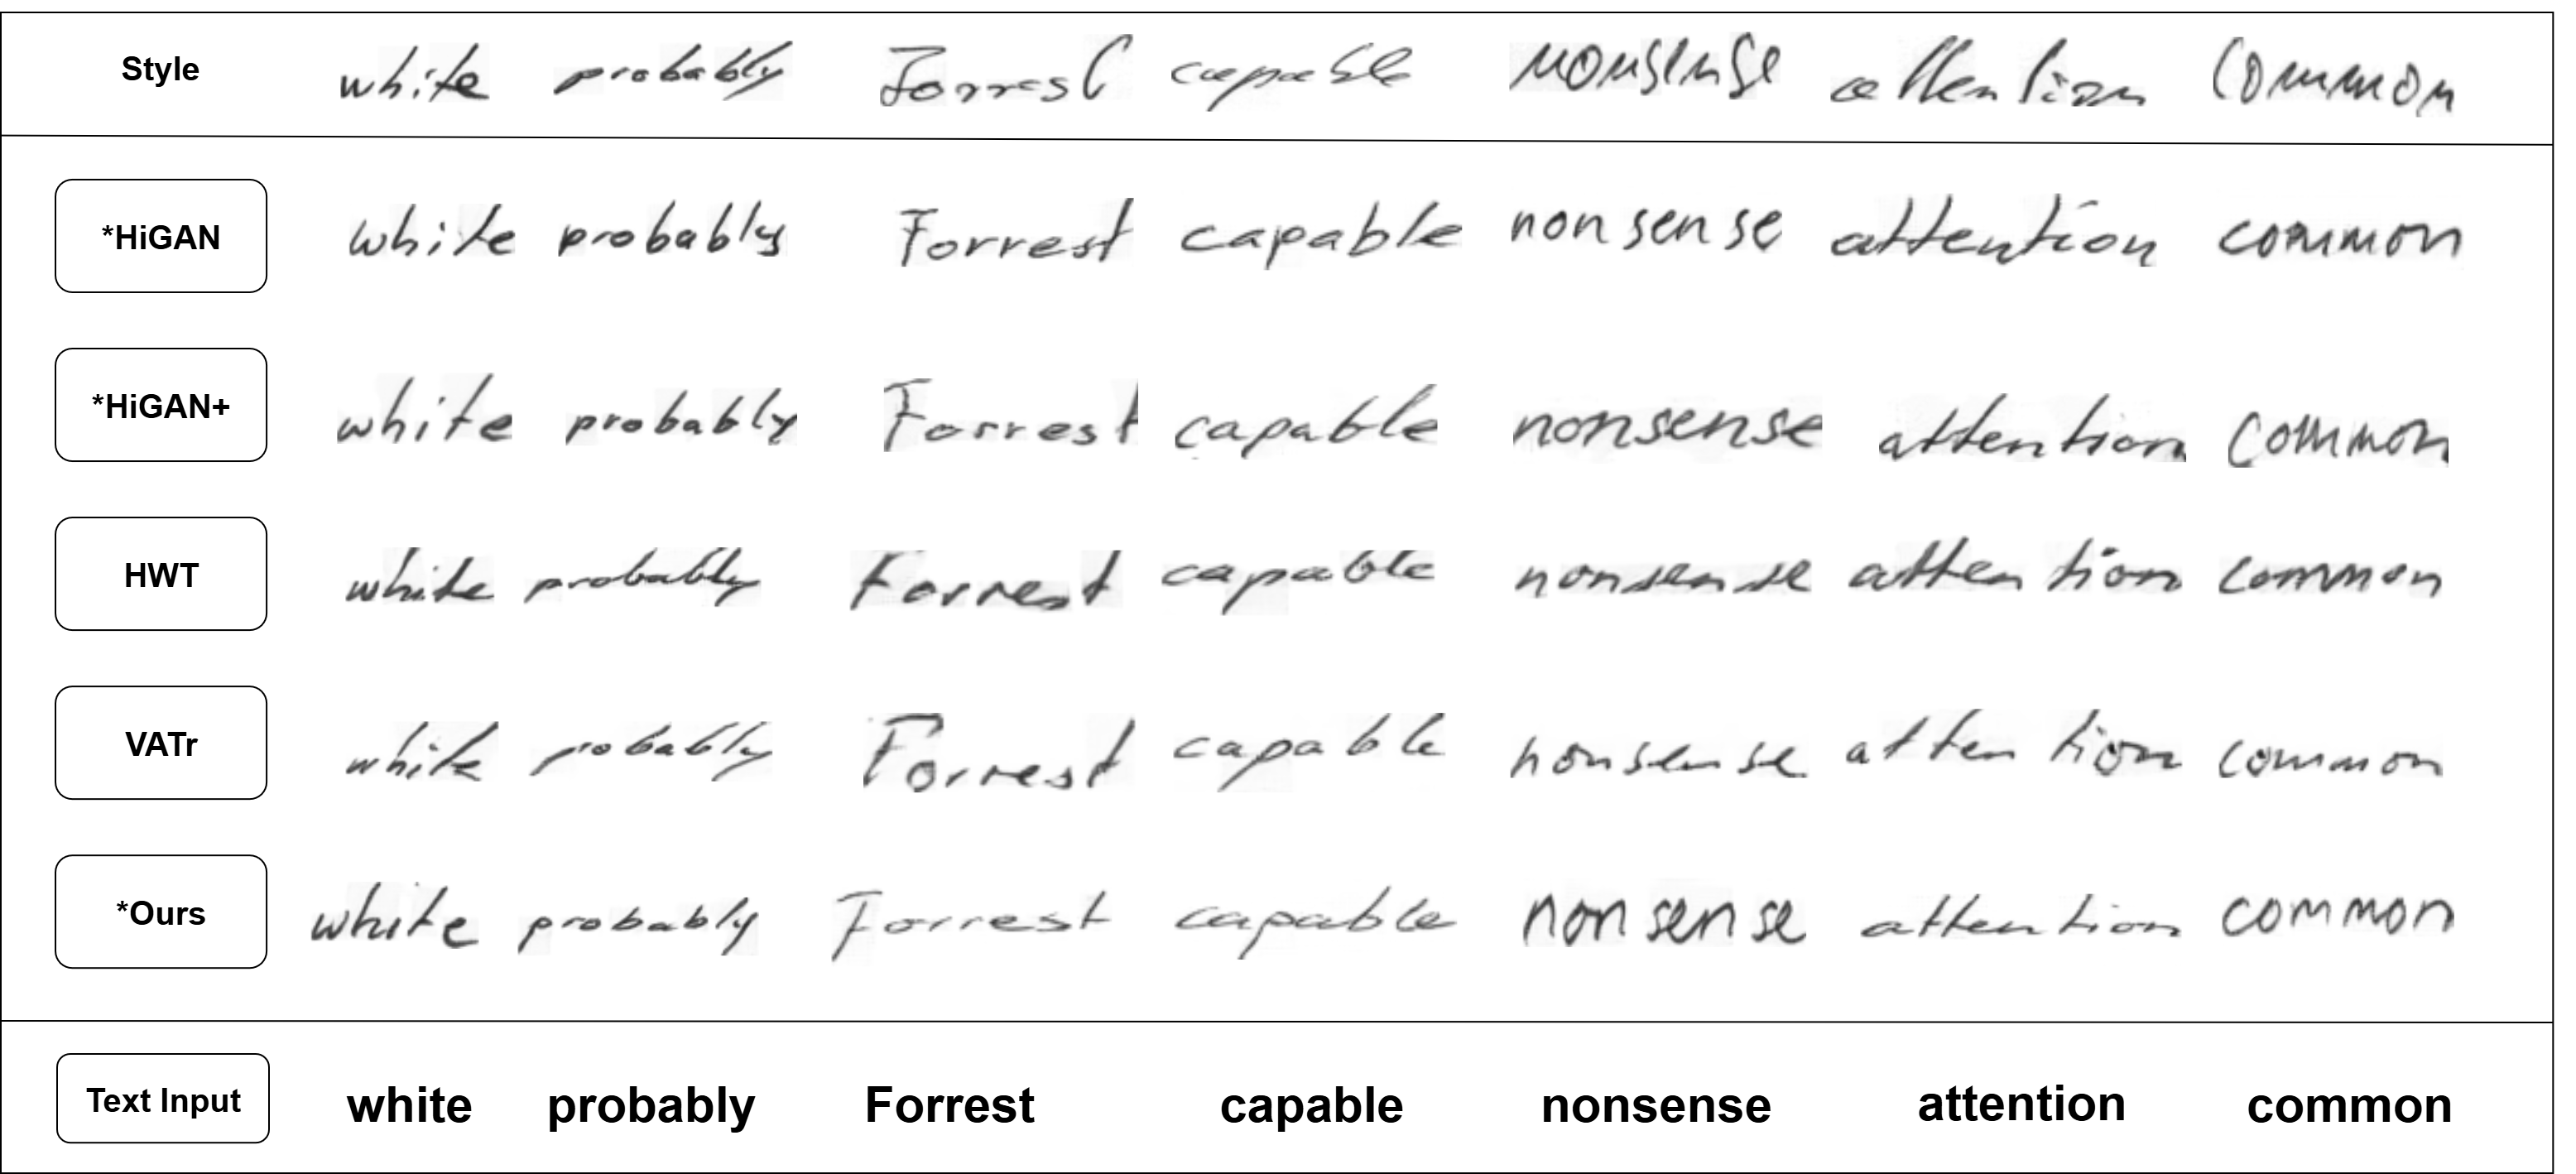 Style white probably Forrest capable nonsense attention common
*HiGAN white probably Forrest capable nonsense attention common
*HiGAN+ white probably Forrest capable nonsense attention common
HWT white probably Forrest capable nonsense attention common
VATr white probably Forrest capable nonsense attention common
*Ours white probably Forrest capable nonsense attention common
Text Input white probably Forrest capable nonsense attention common